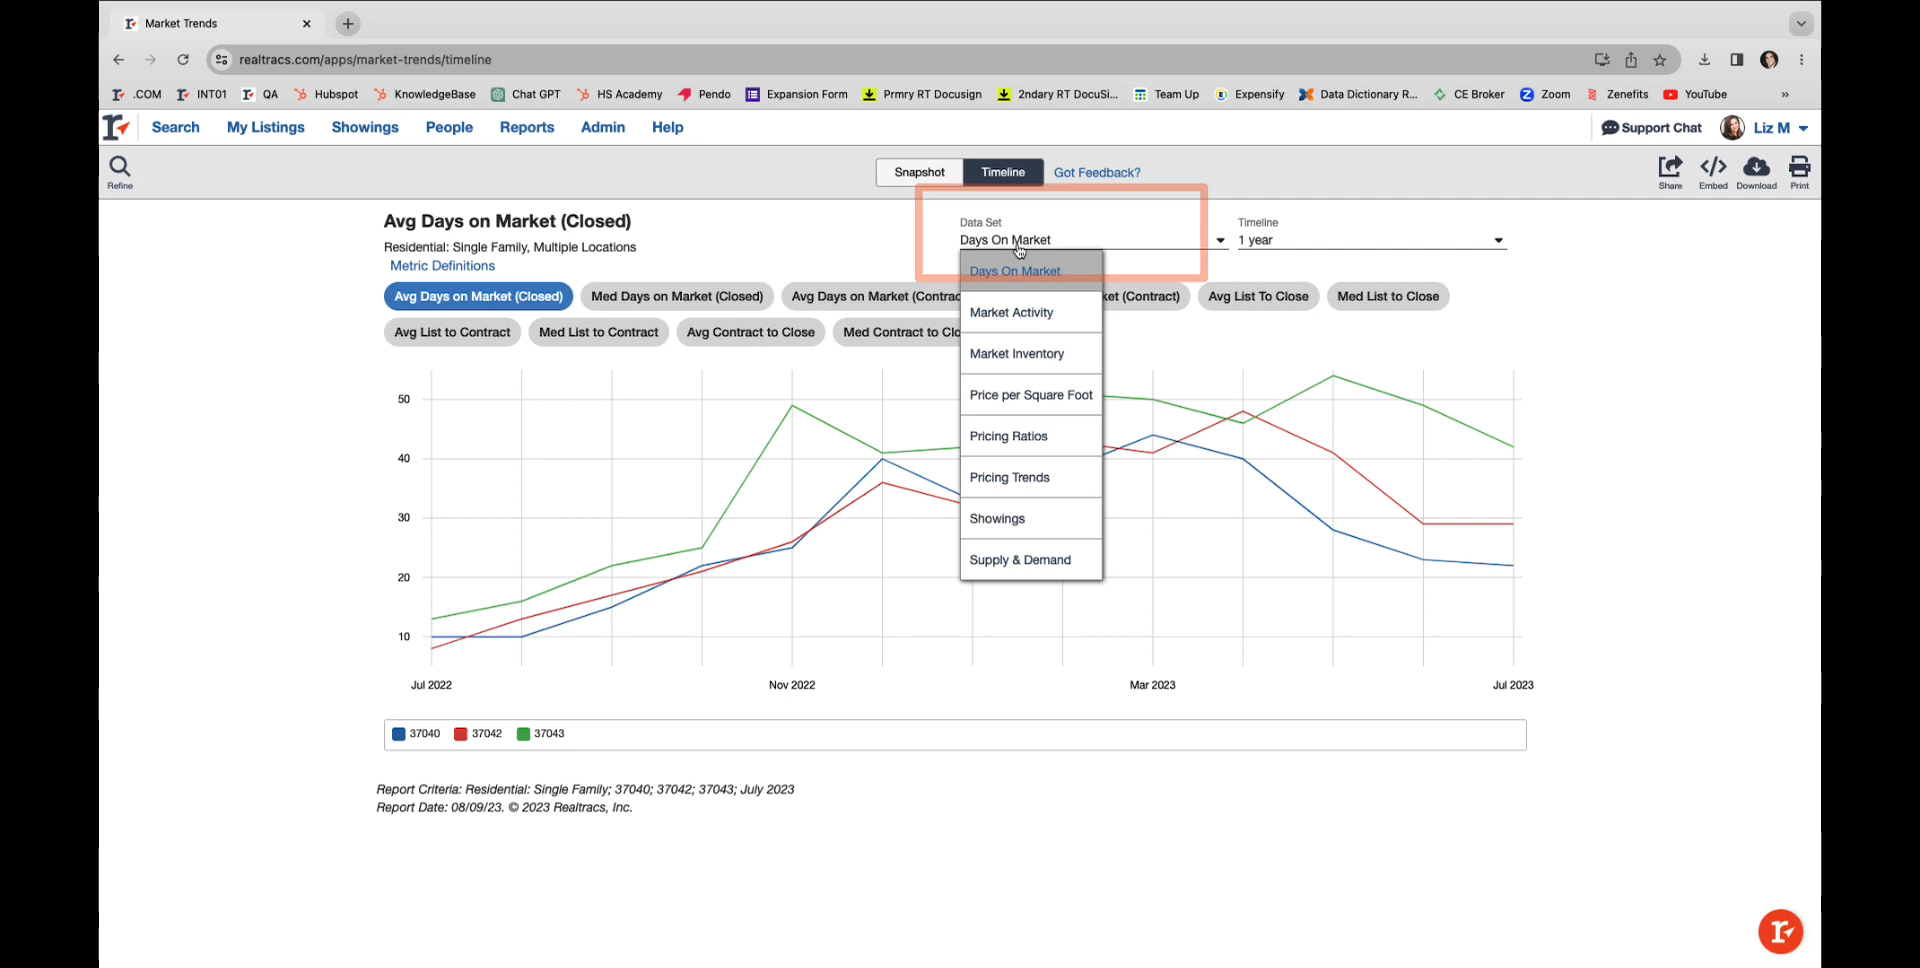 Market Trends
realtracs.com/apps/market-trends/timeline
.COM INT01 QA Hubspot KnowledgeBase Chat GPT HS Academy Pendo Expansion Form Prmry RT Docusign 2ndary RT DocuSi... Team Up Expensify Data Dictionary R... CE Broker Zoom Zenefits YouTube »
Search My Listings Showings People Reports Admin Help Support Chat Liz M
Refine Snapshot Timeline Got Feedback? Share Embed Download Print
Avg Days on Market (Closed)
Residential: Single Family, Multiple Locations
Metric Definitions
Data Set
Days On Market
Timeline
1 year
Days On Market
Market Activity
Market Inventory
Price per Square Foot
Pricing Ratios
Pricing Trends
Showings
Supply & Demand
Avg Days on Market (Closed) Med Days on Market (Closed) Avg Days on Market (Contrac ket (Contract) Avg List To Close Med List to Close
Avg List to Contract Med List to Contract Avg Contract to Close Med Contract to Clo
50
40
30
20
10
Jul 2022 Nov 2022 Mar 2023 Jul 2023
37040 37042 37043
Report Criteria: Residential: Single Family; 37040; 37042; 37043; July 2023
Report Date: 08/09/23. © 2023 Realtracs, Inc.